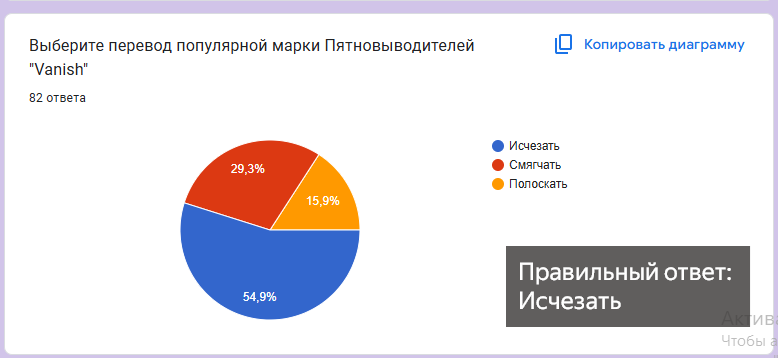 Выберите перевод популярной марки Пятновыводителей
"Vanish"
Копировать диаграмму
82 ответа
Исчезать
Смягчать
Полоскать
29,3%
15,9%
54,9%
Правильный ответ:
Исчезать
Чтобы